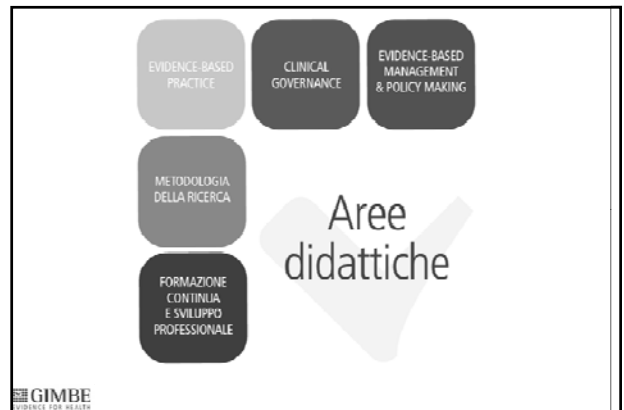 EVIDENCE-BASED
PRACTICE
CLINICAL
GOVERNANCE
EVIDENCE-BASED
MANAGEMENT
& POLICY MAKING
METODOLOGIA
DELLA RICERCA
Aree
didattiche
FORMAZIONE
CONTINUA
E SVILUPPO
PROFESSIONALE
GIMBE
EVIDENCE FOR HEALTH